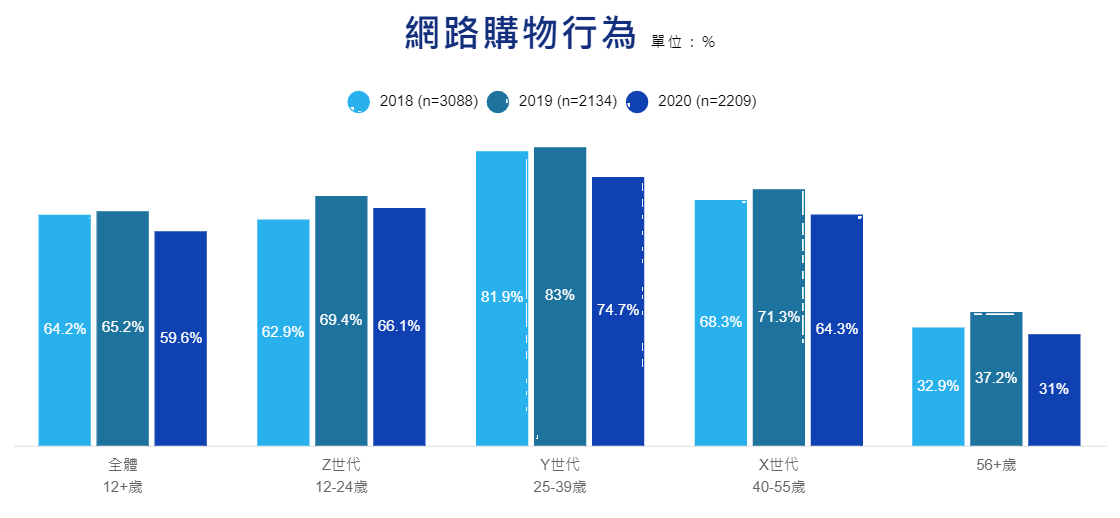 網路購物行為 單位：%
2018 (n=3088) 2019 (n=2134) 2020 (n=2209)
64.2% 65.2% 59.6%
62.9% 69.4% 66.1%
81.9% 83% 74.7%
68.3% 71.3% 64.3%
32.9% 37.2% 31%
全體 Z世代 Y世代 X世代 56+歲
12+歲 12-24歲 25-39歲 40-55歲